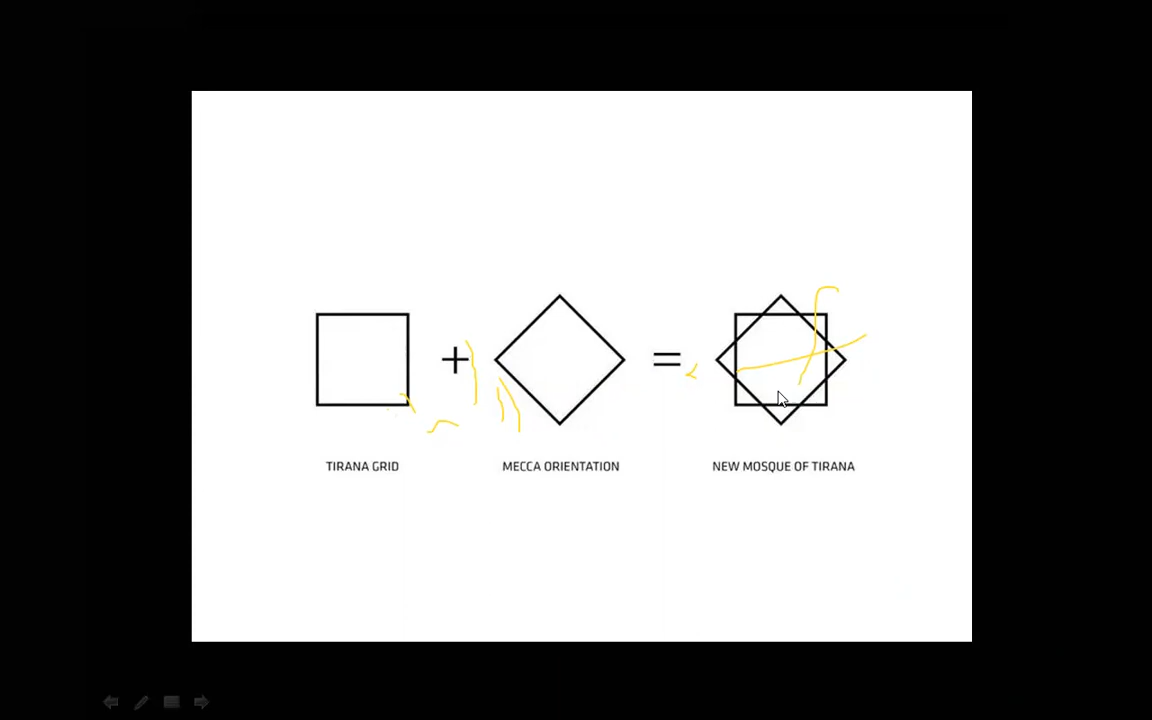 + =
TIRANA GRID MECCA ORIENTATION NEW MOSQUE OF TIRANA